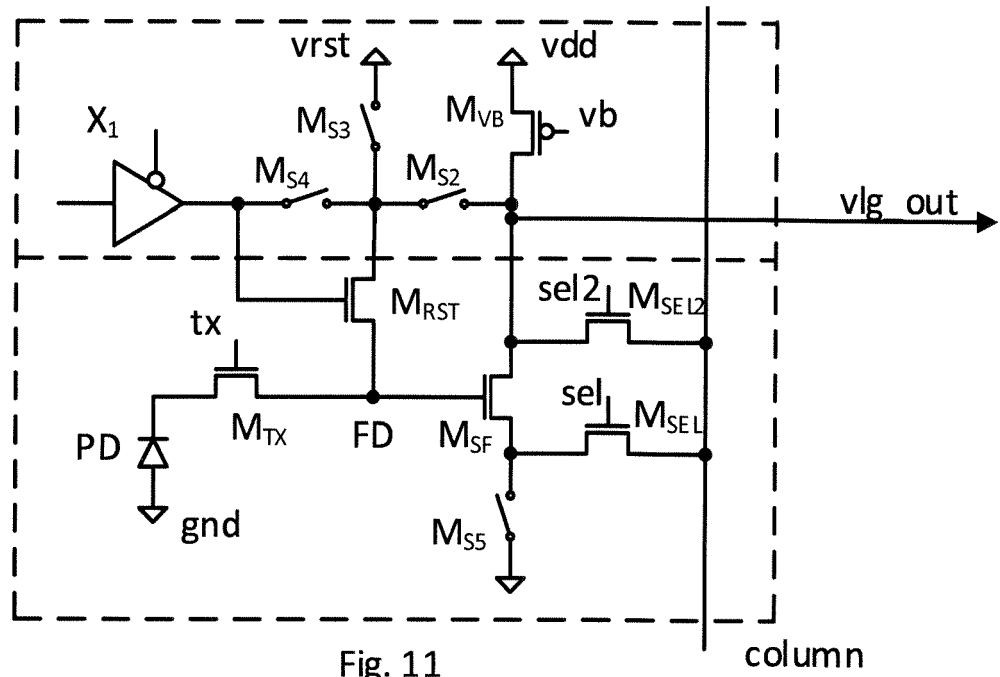 vrst
vdd
X1
MS3
MVB
vb
MS4
MS2
vlg_out
MRST
sel2
MSEL2
tx
sel
MSEL
MTX
FD
MSF
PD
gnd
MS5
Fig. 11
column